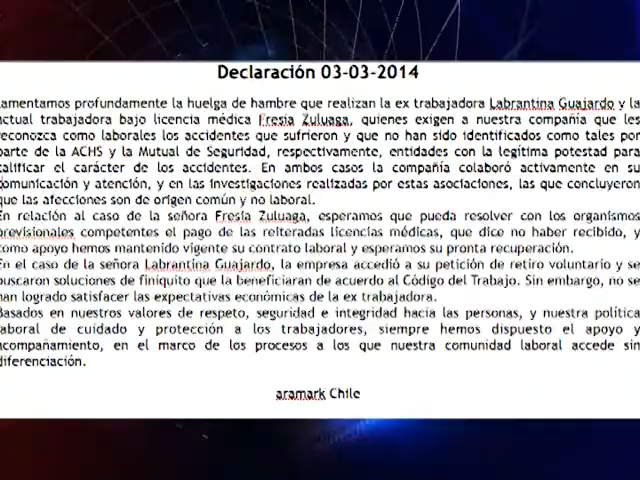 Declaración 03-03-2014
amentamos profundamente la huelga de hambre que realizan la ex trabajadora Labrantina Guajardo y la
actual trabajadora bajo licencia médica Fresia Zuluaga, quienes exigen a nuestra compañía que les
reconozca como laborales los accidentes que sufrieron y que no han sido identificados como tales por
parte de la ACHS y la Mutual de Seguridad, respectivamente, entidades con la legítima potestad para
calificar el carácter de los accidentes. En ambos casos la compañía colaboró activamente en su
comunicación y atención, y en las investigaciones realizadas por estas asociaciones, las que concluyeron
que las afecciones son de origen común y no laboral.
En relación al caso de la señora Fresia Zuluaga, esperamos que pueda resolver con los organismos
previsionales competentes el pago de las reiteradas licencias médicas, que dice no haber recibido, y
como apoyo hemos mantenido vigente su contrato laboral y esperamos su pronta recuperación.
En el caso de la señora Labrantina Guajardo, la empresa accedió a su petición de retiro voluntario y se
buscaron soluciones de finiquito que la beneficiaran de acuerdo al Código del Trabajo. Sin embargo, no se
han logrado satisfacer las expectativas económicas de la ex trabajadora.
Basados en nuestros valores de respeto, seguridad e integridad hacia las personas, y nuestra política
laboral de cuidado y protección a los trabajadores, siempre hemos dispuesto el apoyo y
acompañamiento, en el marco de los procesos a los que nuestra comunidad laboral accede sin
diferenciación.
aramark Chile